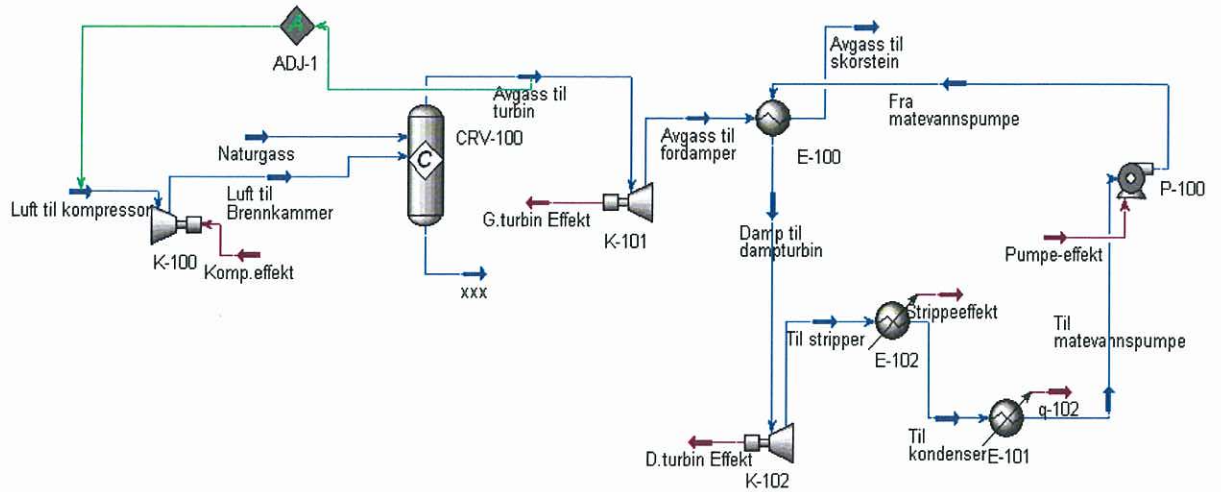 A
ADJ-1
Avgass til
skorstein
Avgass til
turbin
Fra
matevannspumpe
CRV-100
Naturgass
C
Avgass til
fordamper
E-100
P-100
Luft til kompressor
Luft til
Brennkammer
G.turbin Effekt
K-101
Damp til
dampturbin
K-100
Komp.effekt
Pumpe-effekt
xxx
Strippeeffekt
Til stripper
E-102
Til
matevannspumpe
q-102
Til
kondenser
E-101
D.turbin Effekt
K-102